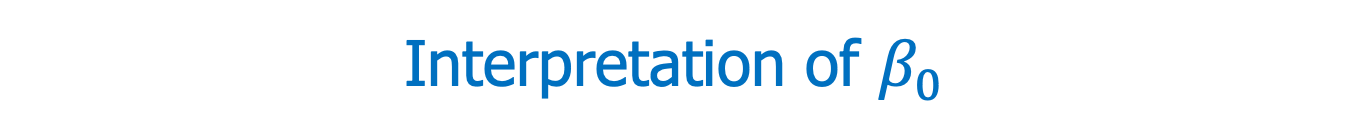 Interpretation of β₀